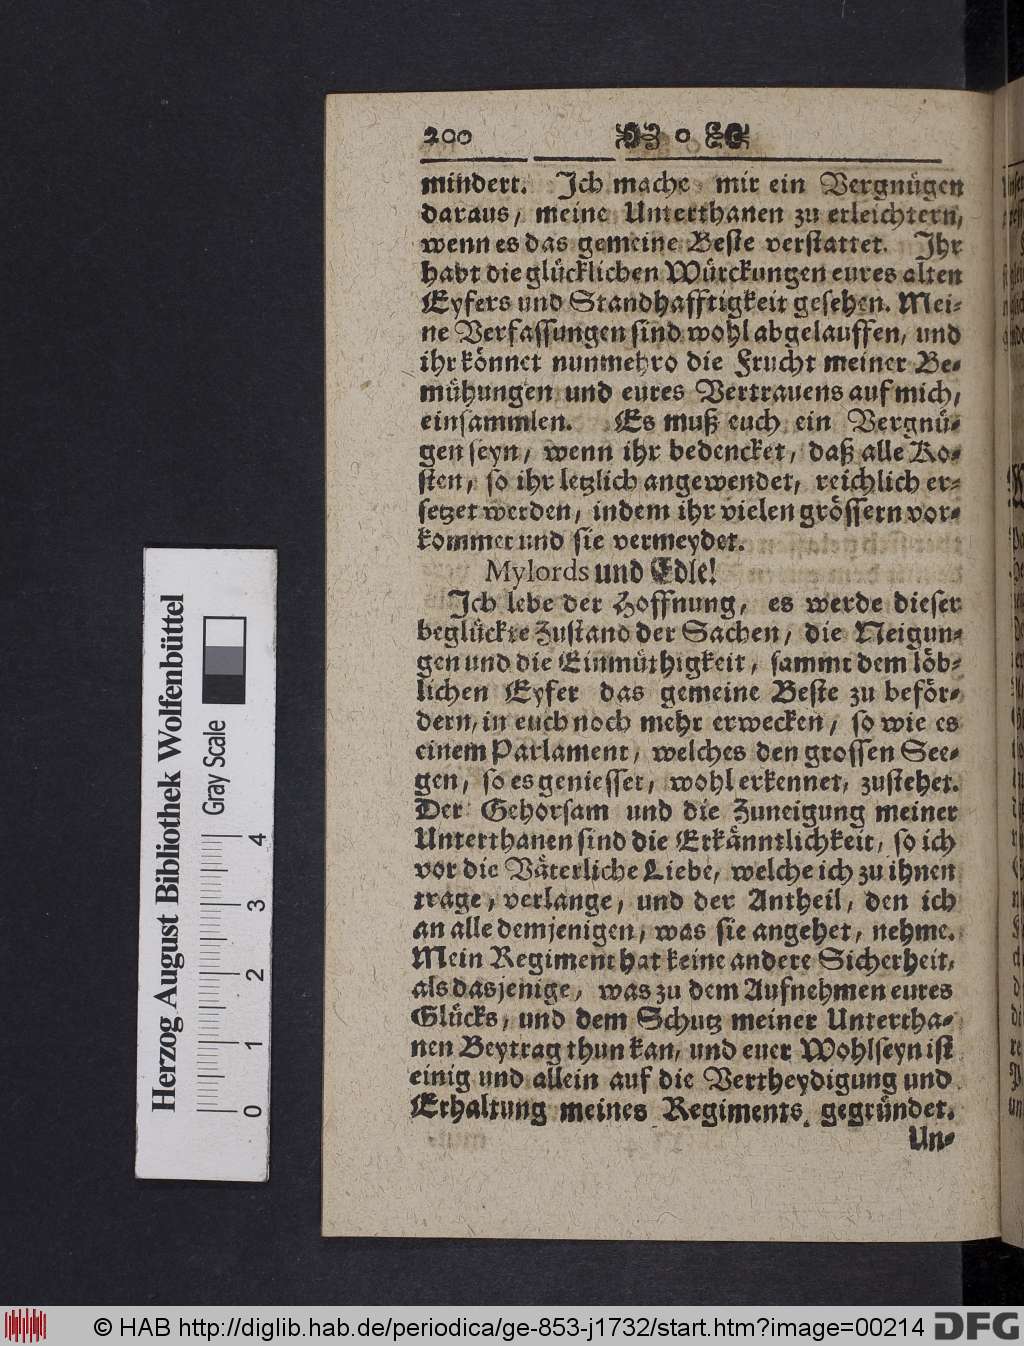 200 0
mindert. Ich mache mir ein Vergnügen
daraus, meine Unterthanen zu erleichtern,
wenn es das gemeine Beste verstattet. Ihr
habt die glücklichen Würckungen eures alten
Eyfers und Standhafftigkeit gesehen. Mei-
ne Verfassungen sind wohl abgelauffen, und
ihr könnet nunmehro die Frucht meiner Be-
mühungen und eures Vertrauens auf mich,
einsammlen. Es muß euch ein Vergnü-
gen seyn, wenn ihr bedencket, daß alle Ko-
sten, so ihr letzlich angewendet, reichlich er-
setzet werden, indem ihr vielen grössern vor-
kommet und sie vermeydet.
Mylords und Edle!
Ich lebe der Hoffnung, es werde dieser
beglückte Zustand der Sachen, die Neigun-
gen und die Einmüthigkeit, sammt dem löb-
lichen Eyfer das gemeine Beste zu beför-
dern, in euch noch mehr erwecken, so wie es
einem Parlament, welches den grossen See-
gen, so es geniesset, wohl erkennet, zustehet.
Der Gehorsam und die Zuneigung meiner
Unterthanen sind die Erkänntlichkeit, so ich
vor die Väterliche Liebe, welche ich zu ihnen
trage, verlange, und der Antheil, den ich
an alle demjenigen, was sie angehet, nehme.
Mein Regiment hat keine andere Sicherheit,
als dasjenige, was zu dem Aufnehmen eures
Glücks, und dem Schutz meiner Untertha-
nen Beytrag thun kan, und euer Wohlseyn ist
einig und allein auf die Vertheydigung und
Erhaltung meines Regiments gegründet.
Un-
Herzog August Bibliothek Wolfenbüttel
Gray Scale
0 1 2 3 4
© HAB http://diglib.hab.de/periodica/ge-853-j1732/start.htm?image=00214
DFG